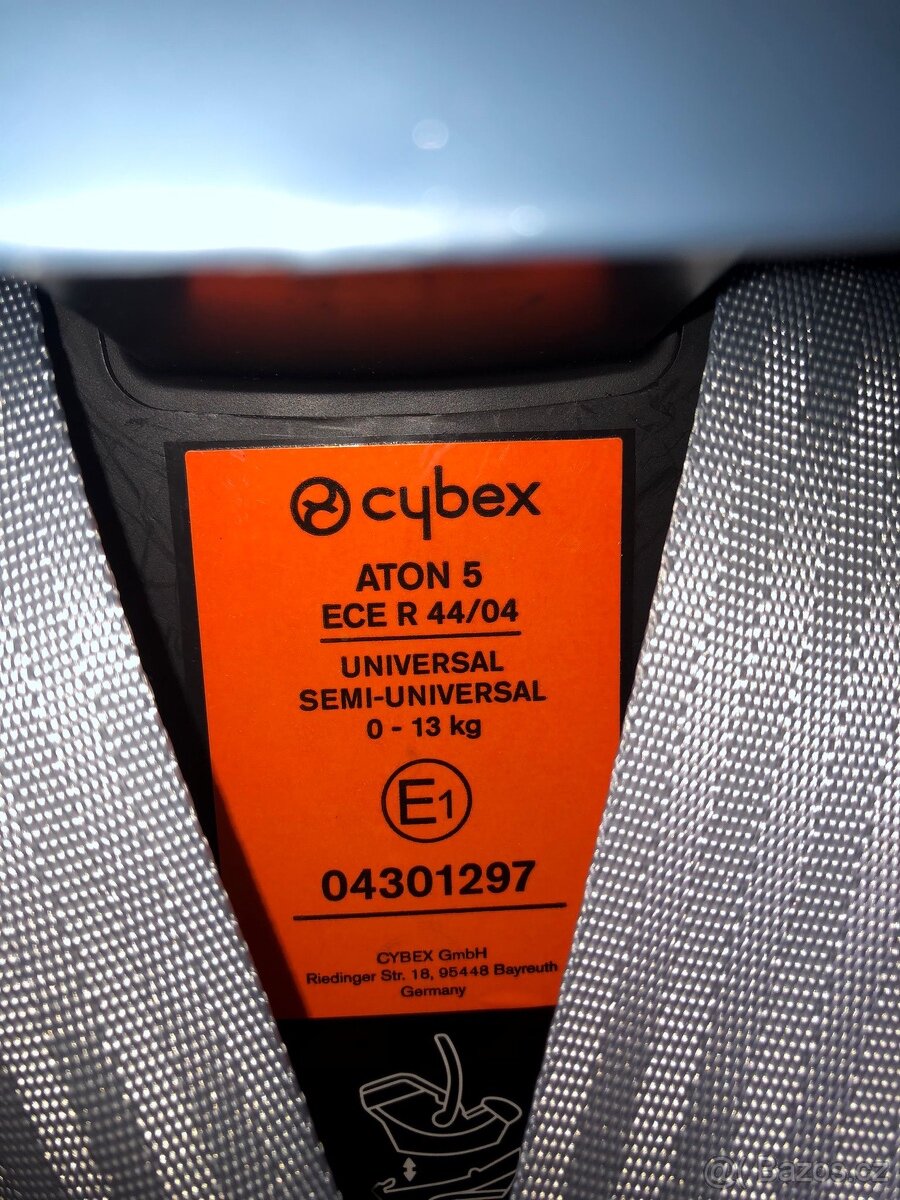 cybex
ATON 5
ECE R 44/04
UNIVERSAL
SEMI-UNIVERSAL
0 - 13 kg
E1
04301297
CYBEX GmbH
Riedinger Str. 18, 95448 Bayreuth
Germany
@ Bazos.cz